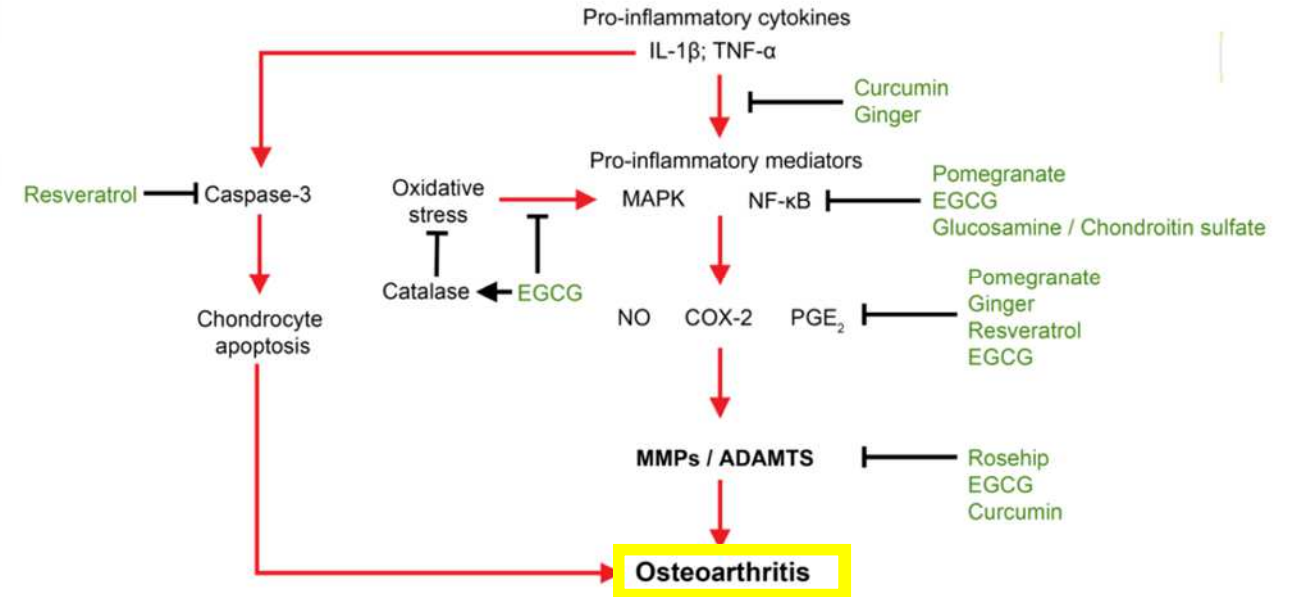 Pro-inflammatory cytokines
IL-1β; TNF-α
Curcumin
Ginger
Pro-inflammatory mediators
Resveratrol
Caspase-3
Oxidative
stress
MAPK
NF-κB
Pomegranate
EGCG
Glucosamine / Chondroitin sulfate
Catalase
EGCG
Chondrocyte
apoptosis
NO
COX-2
PGE₂
Pomegranate
Ginger
Resveratrol
EGCG
MMPs / ADAMTS
Rosehip
EGCG
Curcumin
Osteoarthritis